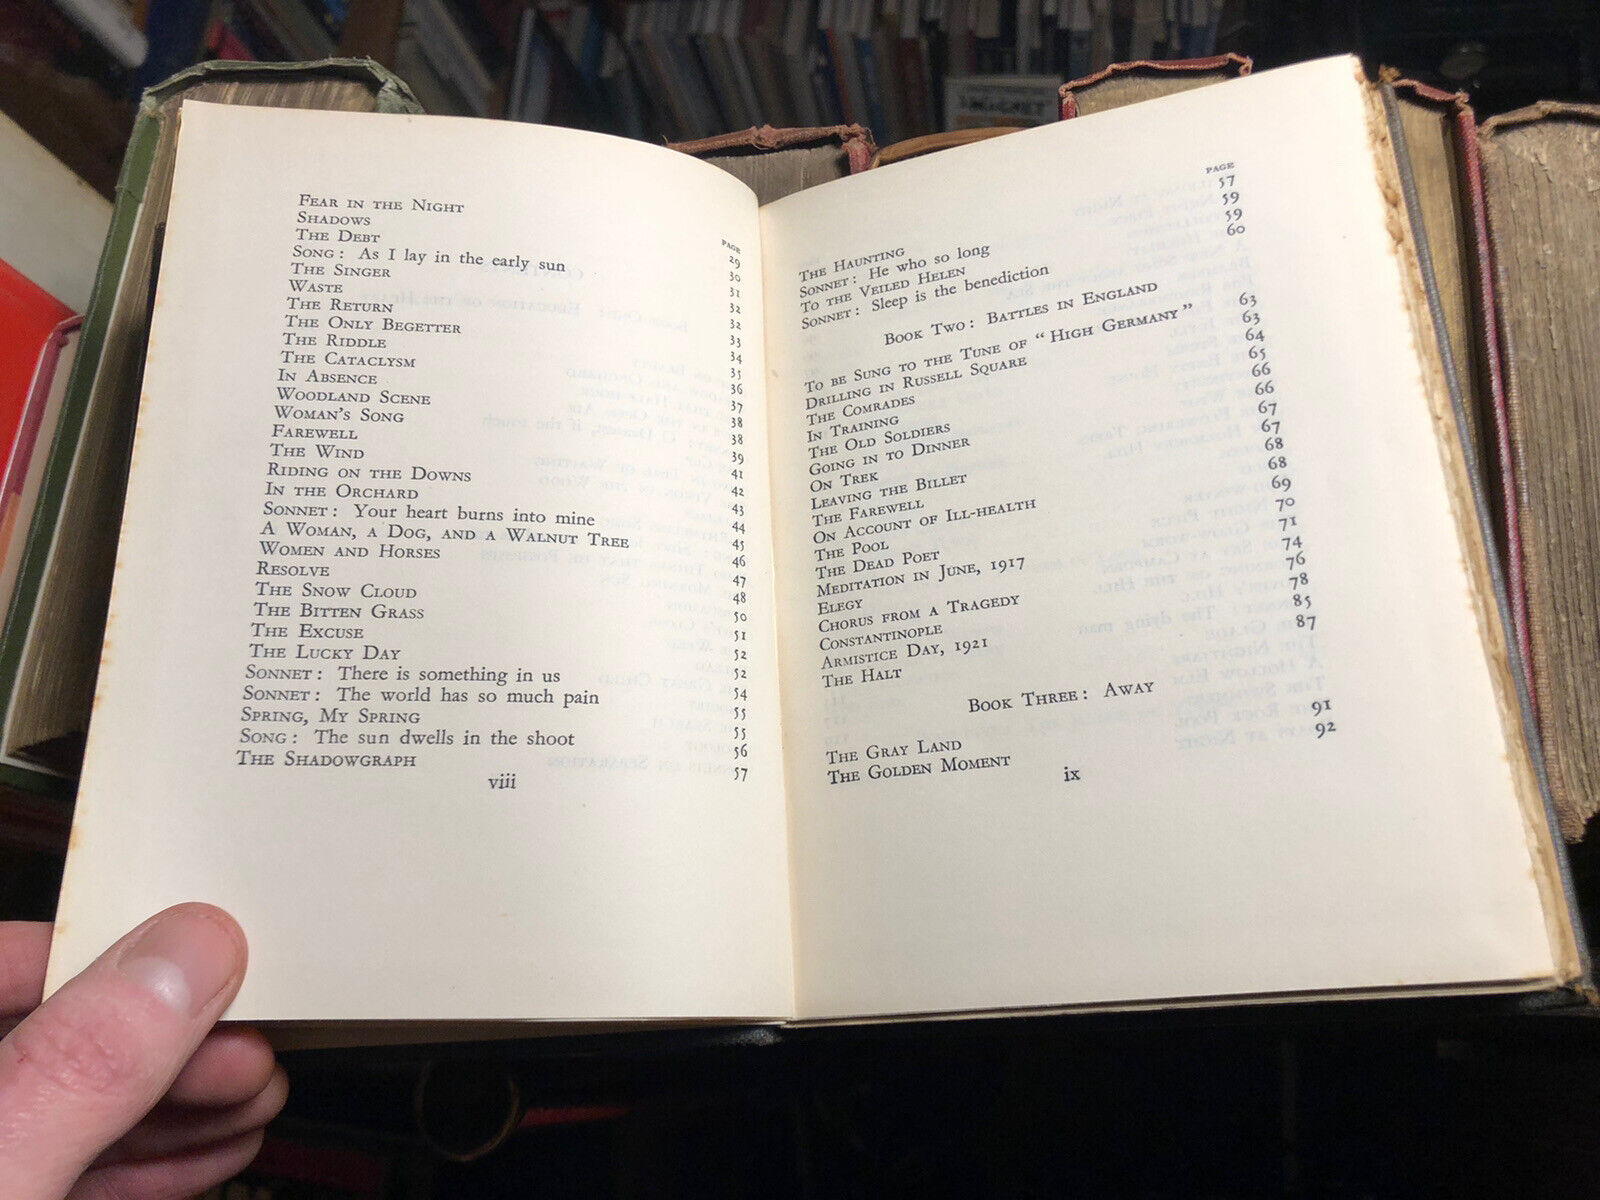 PAGE
FEAR IN THE NIGHT 29
SHADOWS 30
THE DEBT 31
SONG: As I lay in the early sun 32
THE SINGER 32
WASTE 33
THE RETURN 34
THE ONLY BEGETTER 35
THE RIDDLE 36
THE CATACLYSM 37
IN ABSENCE 38
WOODLAND SCENE 38
WOMAN'S SONG 39
FAREWELL 41
THE WIND 42
RIDING ON THE DOWNS 43
IN THE ORCHARD 44
SONNET: Your heart burns into mine 45
A WOMAN, A DOG, AND A WALNUT TREE 46
WOMEN AND HORSES 47
RESOLVE 48
THE SNOW CLOUD 50
THE BITTEN GRASS 51
THE EXCUSE 52
THE LUCKY DAY 52
SONNET: There is something in us 54
SONNET: The world has so much pain 55
SPRING, MY SPRING 55
SONG: The sun dwells in the shoot 56
THE SHADOWGRAPH 57
viii
PAGE
THE HAUNTING 57
SONNET: He who so long 59
TO THE VEILED HELEN 59
SONNET: Sleep is the benediction 60
BOOK TWO: BATTLES IN ENGLAND
TO BE SUNG TO THE TUNE OF "HIGH GERMANY" 63
DRILLING IN RUSSELL SQUARE 63
THE COMRADES 64
IN TRAINING 65
THE OLD SOLDIERS 66
GOING IN TO DINNER 66
ON TREK 67
LEAVING THE BILLET 67
THE FAREWELL 68
ON ACCOUNT OF ILL-HEALTH 68
THE POOL 69
THE DEAD POET 70
MEDITATION IN JUNE, 1917 71
ELEGY 74
CHORUS FROM A TRAGEDY 76
CONSTANTINOPLE 78
ARMISTICE DAY, 1921 85
THE HALT 87
BOOK THREE: AWAY
THE GRAY LAND 91
THE GOLDEN MOMENT 92
ix